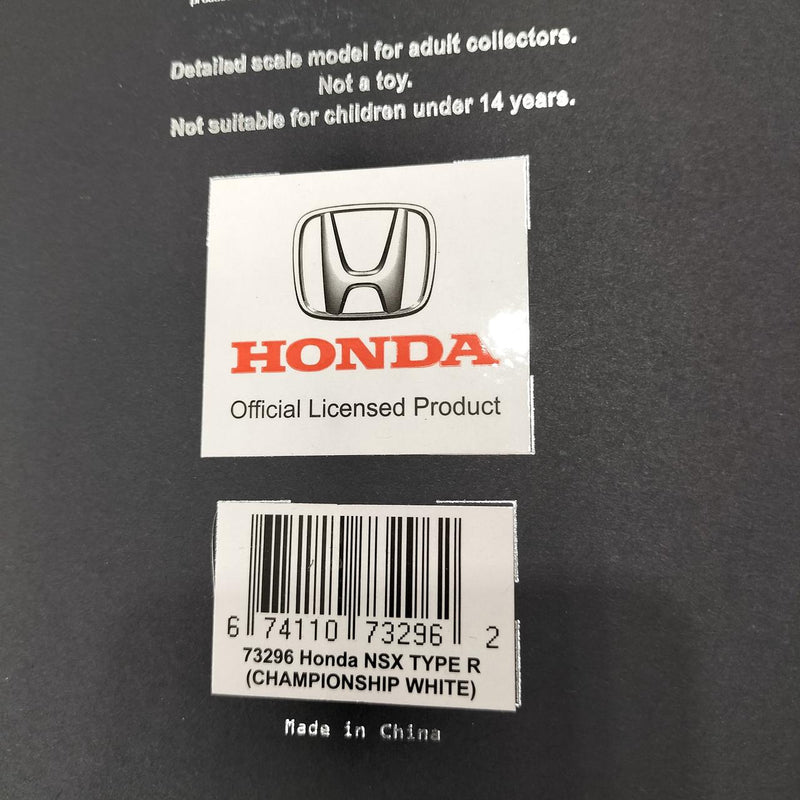 Detailed scale model for adult collectors.
Not a toy.
Not suitable for children under 14 years.
HONDA
Official Licensed Product
6 74110 73296 2
73296 Honda NSX TYPE R
(CHAMPIONSHIP WHITE)
Made in China